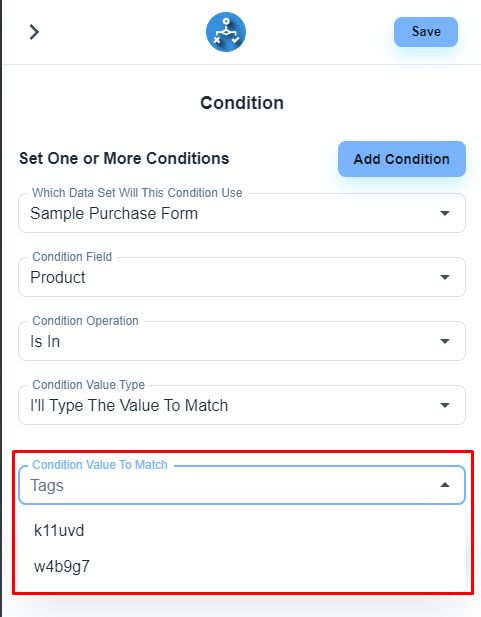 Save
Condition
Set One or More Conditions
Add Condition
Which Data Set Will This Condition Use
Sample Purchase Form
Condition Field
Product
Condition Operation
Is In
Condition Value Type
I'll Type The Value To Match
Condition Value To Match
Tags
k11uvd
w4b9g7